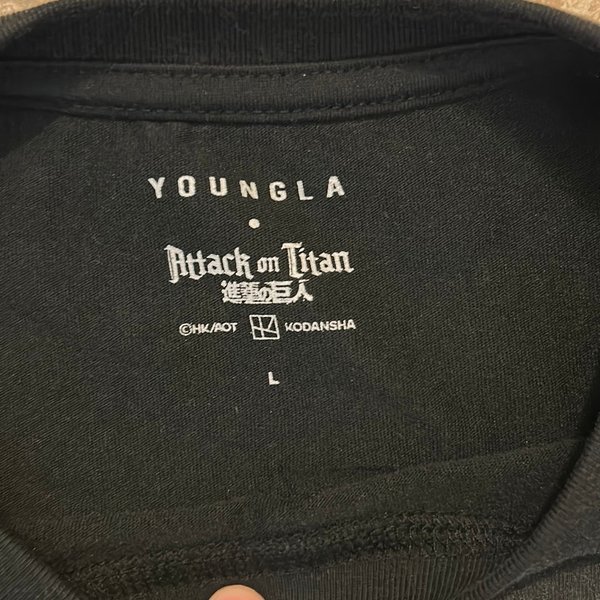 YOUNGLA
Attack on Titan
進撃の巨人
©HK/AOT KODANSHA
L